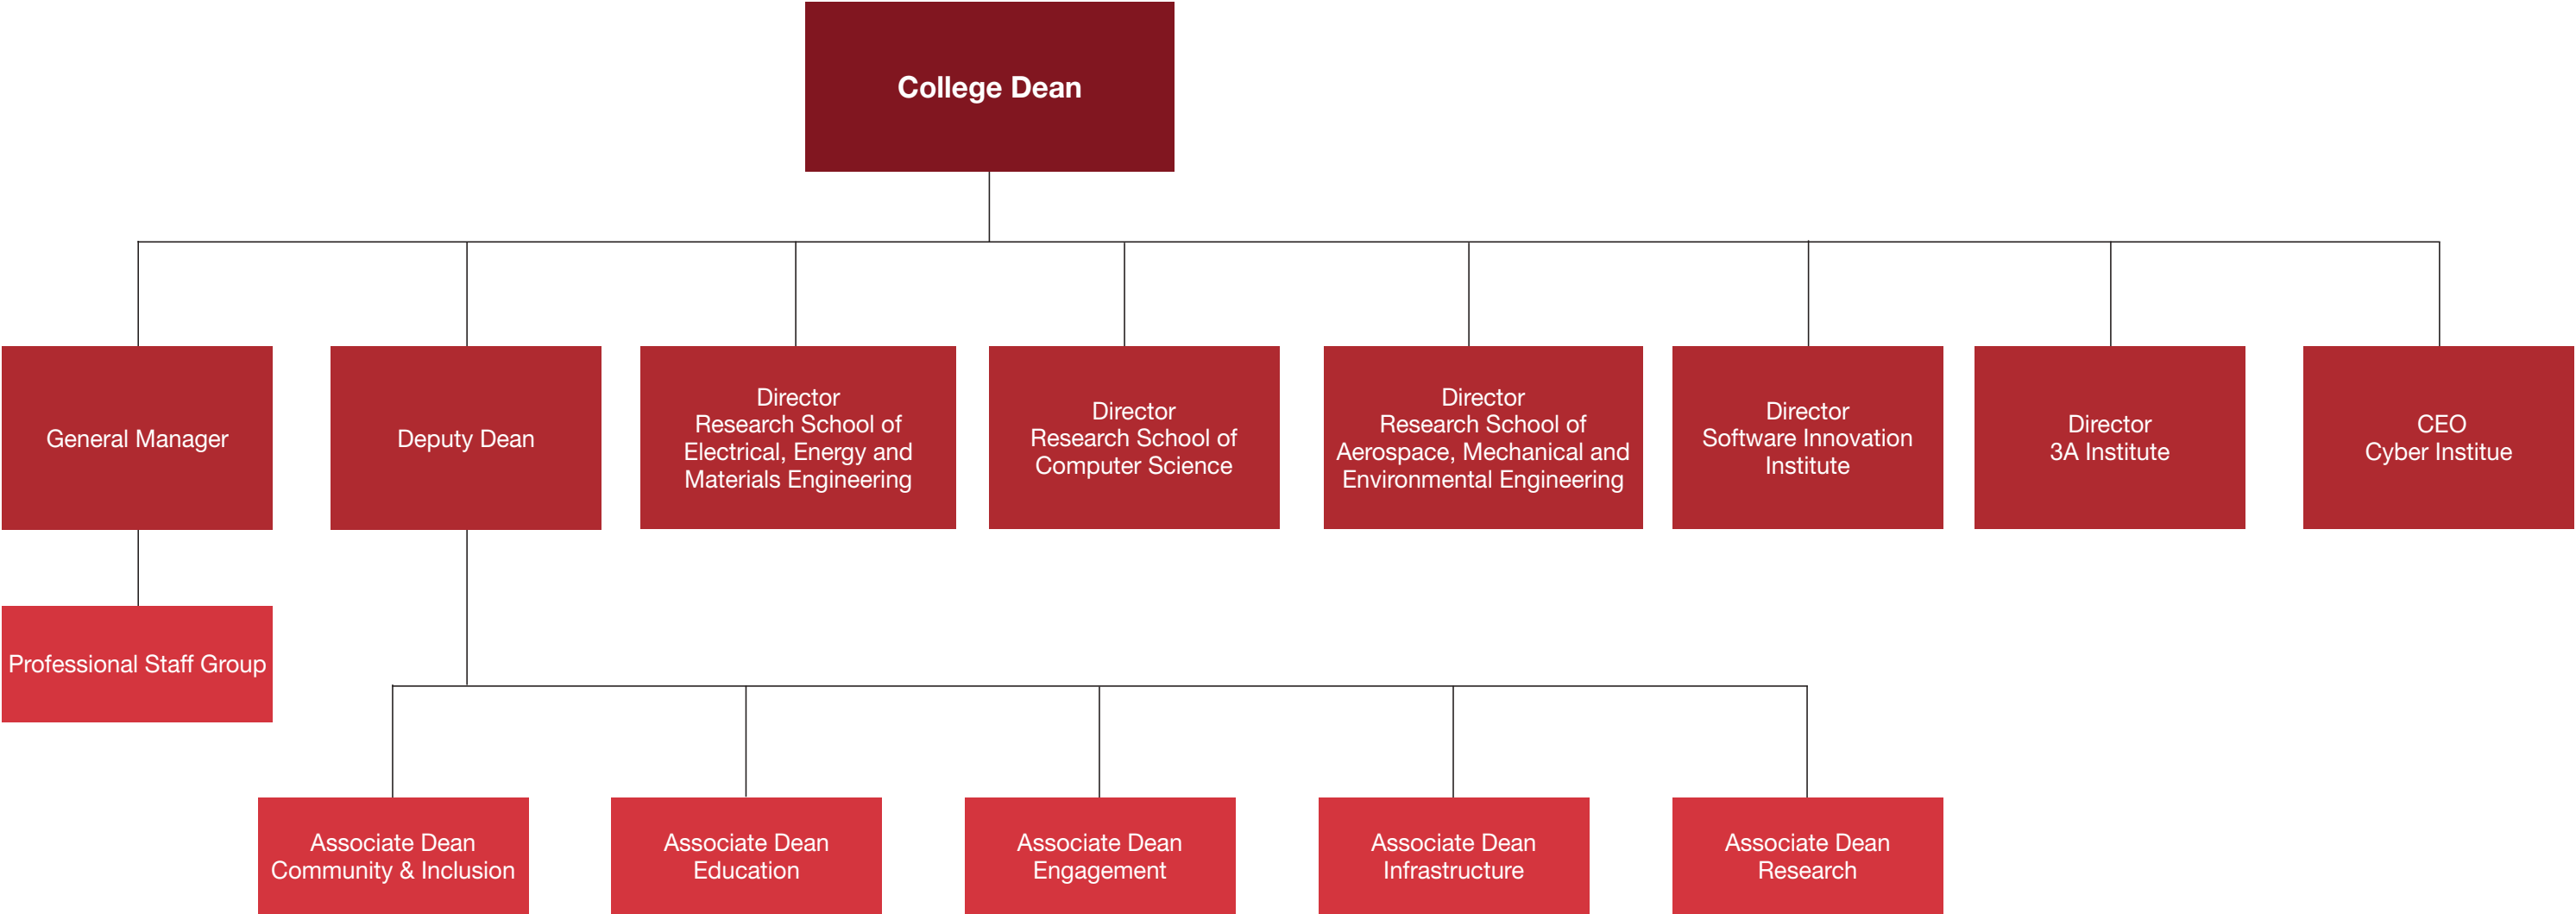 College Dean
General Manager
Deputy Dean
Director
Research School of
Electrical, Energy and
Materials Engineering
Director
Research School of
Computer Science
Director
Research School of
Aerospace, Mechanical and
Environmental Engineering
Director
Software Innovation
Institute
Director
3A Institute
CEO
Cyber Institue
Professional Staff Group
Associate Dean
Community & Inclusion
Associate Dean
Education
Associate Dean
Engagement
Associate Dean
Infrastructure
Associate Dean
Research